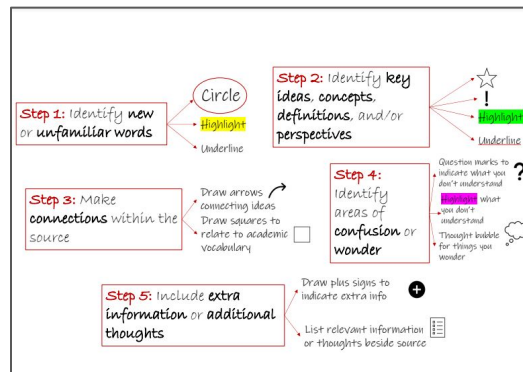 Step 1: Identify new
or unfamiliar words
Circle
Highlight
Underline
Step 2: Identify key
ideas, concepts,
definitions, and/or
perspectives
!
Highlight
Underline
Step 3: Make
connections within the
source
Draw arrows
connecting ideas
Draw squares to
relate to academic
vocabulary
Step 4:
Identify
areas of
confusion or
wonder
Question marks to
indicate what you
don't understand
?
Highlight what
you don't
understand
Thought bubble
for things you
wonder
Step 5: Include extra
information or additional
thoughts
Draw plus signs to
indicate extra info
+
List relevant information
or thoughts beside source